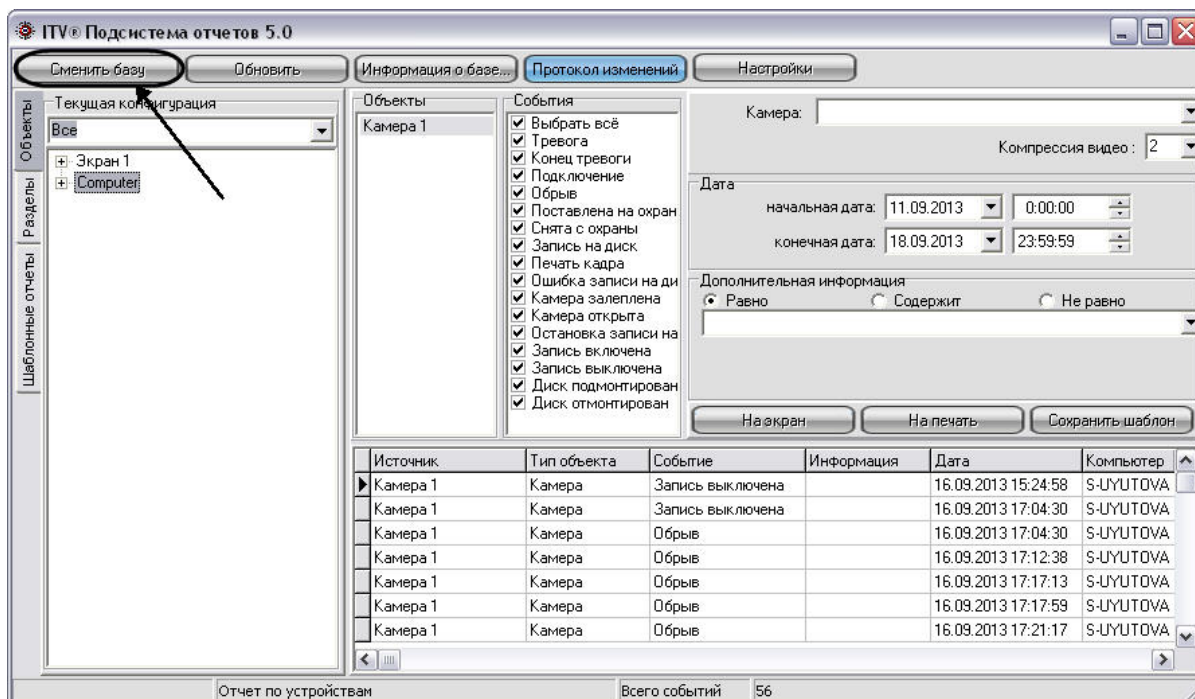 ITV® Подсистема отчетов 5.0
Сменить базу
Обновить
Информация о базе...
Протокол изменений
Настройки
Объекты
Разделы
Шаблонные отчеты
Текущая конфигурация
Все
Экран 1
Computer
Объекты
Камера 1
События
Выбрать всё
Тревога
Конец тревоги
Подключение
Обрыв
Поставлена на охран
Снята с охраны
Запись на диск
Печать кадра
Ошибка записи на ди
Камера залеплена
Камера открыта
Остановка записи на
Запись включена
Запись выключена
Диск подмонтирован
Диск отмонтирован
Камера:
Компрессия видео : 2
Дата
начальная дата: 11.09.2013 0:00:00
конечная дата: 18.09.2013 23:59:59
Дополнительная информация
Равно Содержит Не равно
На экран
На печать
Сохранить шаблон
Источник Тип объекта Событие Информация Дата Компьютер
Камера 1 Камера Запись выключена 16.09.2013 15:24:58 S-UYUTOVA
Камера 1 Камера Запись выключена 16.09.2013 17:04:30 S-UYUTOVA
Камера 1 Камера Обрыв 16.09.2013 17:04:30 S-UYUTOVA
Камера 1 Камера Обрыв 16.09.2013 17:12:38 S-UYUTOVA
Камера 1 Камера Обрыв 16.09.2013 17:17:13 S-UYUTOVA
Камера 1 Камера Обрыв 16.09.2013 17:17:59 S-UYUTOVA
Камера 1 Камера Обрыв 16.09.2013 17:21:17 S-UYUTOVA
Отчет по устройствам Всего событий 56